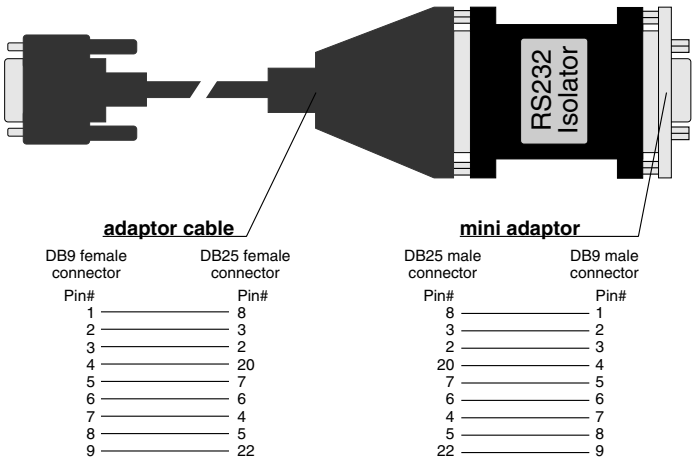 RS232
Isolator
adaptor cable
DB9 female
connector
DB25 female
connector
Pin#
Pin#
1 8
2 3
3 2
4 20
5 7
6 6
7 4
8 5
9 22
mini adaptor
DB25 male
connector
DB9 male
connector
Pin#
Pin#
8 1
3 2
2 3
20 4
7 5
6 6
4 7
5 8
22 9